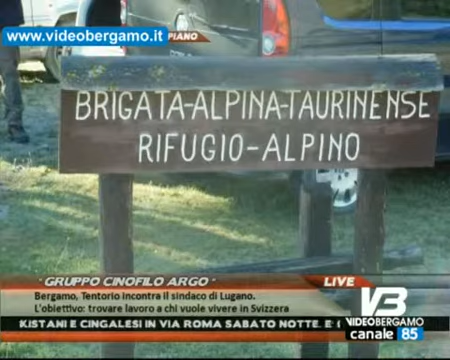 www.videobergamo.it
PIANO
BRIGATA-ALPINA-TAURINENSE
RIFUGIO-ALPINO
" GRUPPO CINOFILO ARGO "
LIVE
Bergamo, Tentorio incontra il sindaco di Lugano.
L'obiettivo: trovare lavoro a chi vuole vivere in Svizzera
KISTANI E CINGALESI IN VIA ROMA SABATO NOTTE.
VB
VIDEOBERGAMO
canale 85